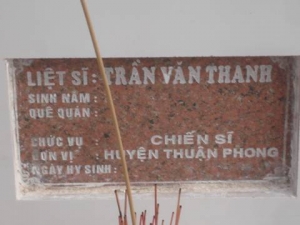 LIỆT SĨ : TRẦN VĂN THANH
SINH NĂM :
QUÊ QUÁN :
CHỨC VỤ : CHIẾN SĨ
ĐƠN VỊ : HUYỆN THUẬN PHONG
NGÀY HY SINH :